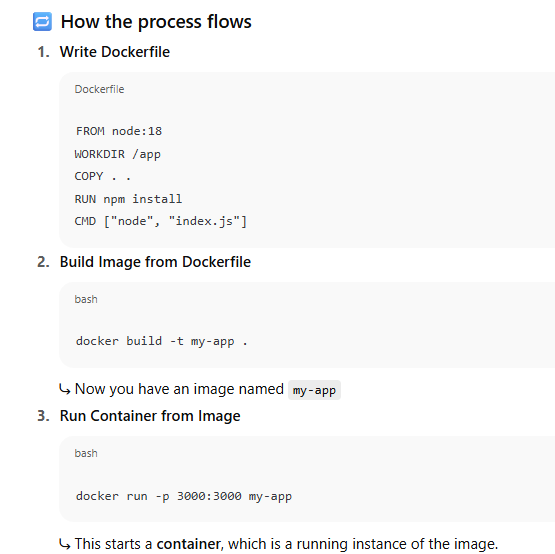 🔁 How the process flows
1. Write Dockerfile
Dockerfile
FROM node:18
WORKDIR /app
COPY . .
RUN npm install
CMD ["node", "index.js"]
2. Build Image from Dockerfile
bash
docker build -t my-app .
↳ Now you have an image named my-app
3. Run Container from Image
bash
docker run -p 3000:3000 my-app
↳ This starts a container, which is a running instance of the image.